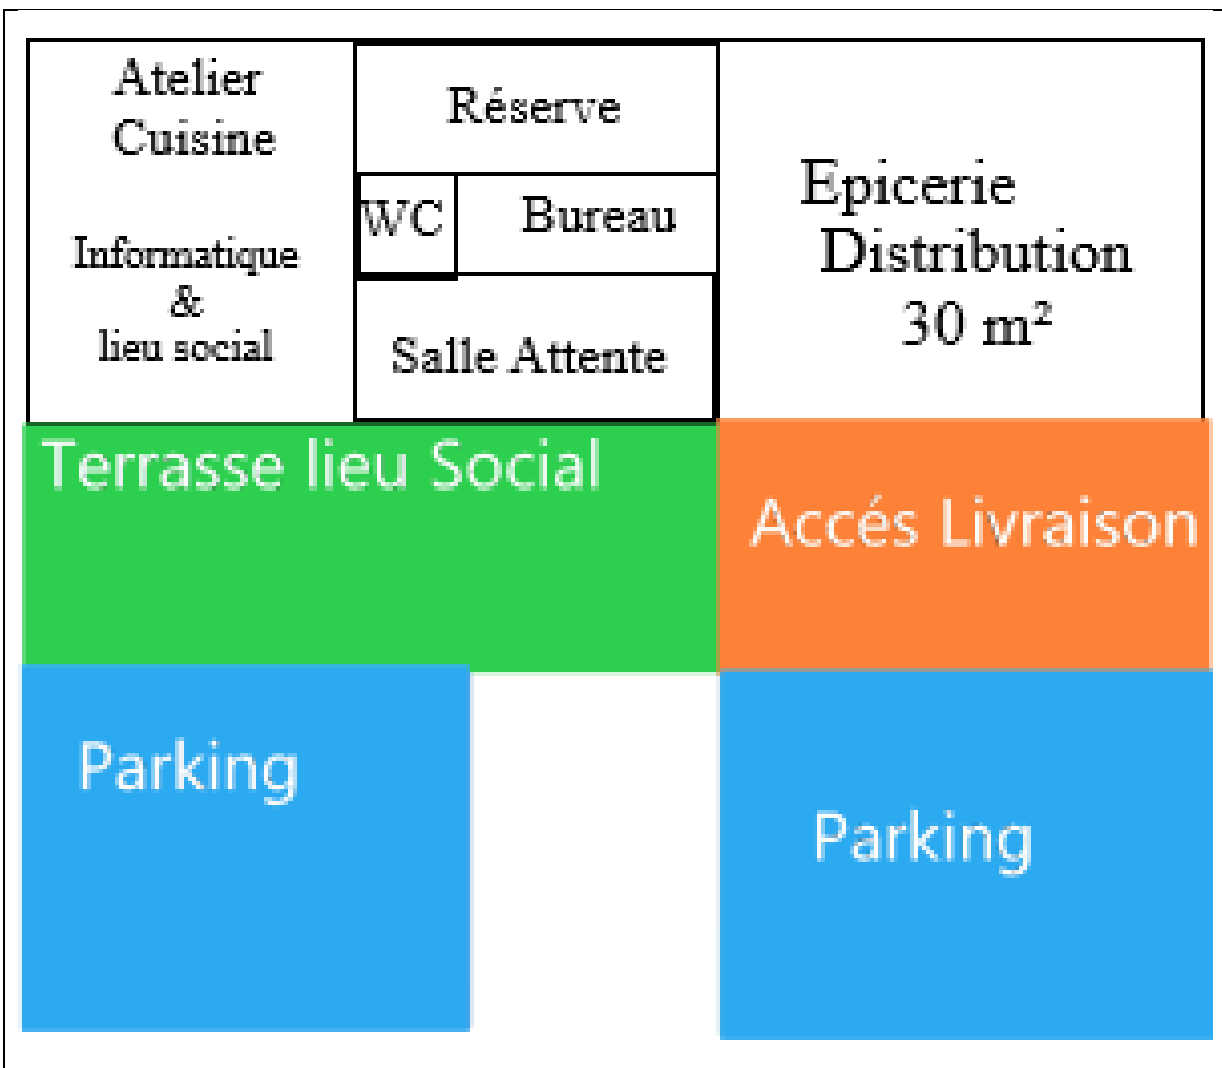 Atelier
Cuisine
Informatique
&
lieu social
Réserve
WC
Bureau
Salle Attente
Epicerie
Distribution
30 m²
Terrasse lieu Social
Accés Livraison
Parking
Parking